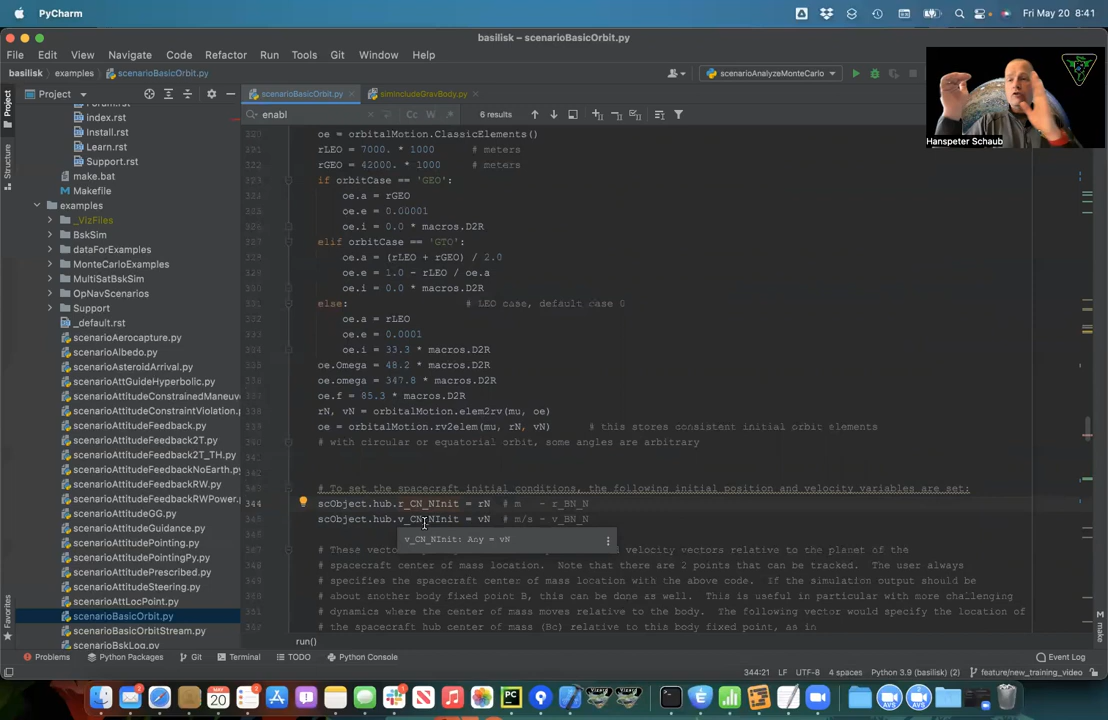 PyCharm
Fri May 20 8:41
basilisk – scenarioBasicOrbit.py
File Edit View Navigate Code Refactor Run Tools Git Window Help
basilisk examples scenarioBasicOrbit.py
scenarioAnalyzeMonteCarlo
Project
scenarioBasicOrbit.py
simIncludeGravBody.py
enabl
Cc W .*
6 results
Hanspeter Schaub
Project
Structure
Favorites
make
index.rst
Install.rst
Learn.rst
Support.rst
make.bat
Makefile
examples
_VizFiles
BskSim
dataForExamples
MonteCarloExamples
MultiSatBskSim
OpNavScenarios
Support
_default.rst
scenarioAerocapture.py
scenarioAlbedo.py
scenarioAsteroidArrival.py
scenarioAttGuideHyperbolic.py
scenarioAttitudeConstrainedManeuv
scenarioAttitudeConstraintViolation.p
scenarioAttitudeFeedback.py
scenarioAttitudeFeedback2T.py
scenarioAttitudeFeedback2T_TH.py
scenarioAttitudeFeedbackNoEarth.py
scenarioAttitudeFeedbackRW.py
scenarioAttitudeFeedbackRWPower.
scenarioAttitudeGG.py
scenarioAttitudeGuidance.py
scenarioAttitudePointing.py
scenarioAttitudePointingPy.py
scenarioAttitudePrescribed.py
scenarioAttitudeSteering.py
scenarioAttLocPoint.py
scenarioBasicOrbit.py
scenarioBasicOrbitStream.py
scenarioBskLog.py
oe = orbitalMotion.ClassicElements()
rLEO = 7000. * 1000 # meters
rGEO = 42000. * 1000 # meters
if orbitCase == 'GEO':
oe.a = rGEO
oe.e = 0.00001
oe.i = 0.0 * macros.D2R
elif orbitCase == 'GTO':
oe.a = (rLEO + rGEO) / 2.0
oe.e = 1.0 - rLEO / oe.a
oe.i = 0.0 * macros.D2R
else: # LEO case, default case 0
oe.a = rLEO
oe.e = 0.0001
oe.i = 33.3 * macros.D2R
oe.Omega = 48.2 * macros.D2R
oe.omega = 347.8 * macros.D2R
oe.f = 85.3 * macros.D2R
rN, vN = orbitalMotion.elem2rv(mu, oe)
oe = orbitalMotion.rv2elem(mu, rN, vN) # this stores consistent initial orbit elements
# with circular or equatorial orbit, some angles are arbitrary
# To set the spacecraft initial conditions, the following initial position and velocity variables are set:
344 scObject.hub.r_CN_NInit = rN # m - r_BN_N
scObject.hub.v_CN_NInit = vN # m/s - v_BN_N
v_CN_NInit: Any = vN
# These vector velocity vectors relative to the planet of the
# spacecraft center of mass location. Note that there are 2 points that can be tracked. The user always
# specifies the spacecraft center of mass location with the above code. If the simulation output should be
# about another body fixed point B, this can be done as well. This is useful in particular with more challenging
# dynamics where the center of mass moves relative to the body. The following vector would specify the location of
# the spacecraft hub center of mass (Bc) relative to this body fixed point, as in
run()
Problems Python Packages Git Terminal TODO Python Console Event Log
344:21 LF UTF-8 4 spaces Python 3.9 (basilisk) (2) feature/new_training_video